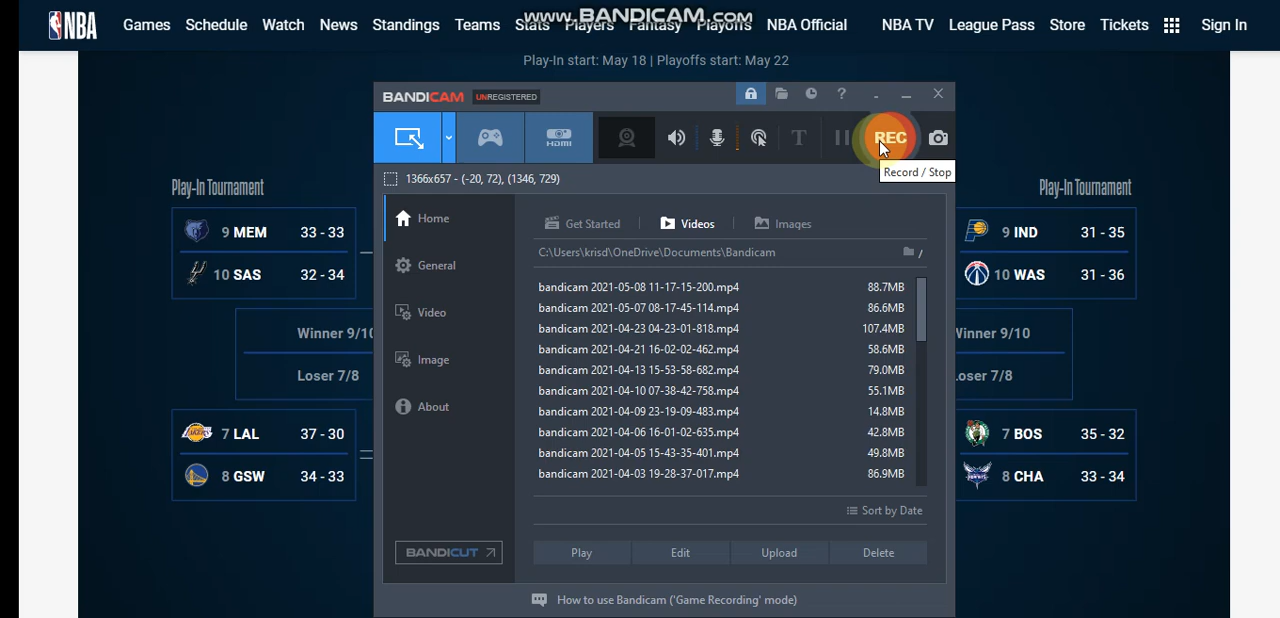 www.BANDICAM.com
NBA Games Schedule Watch News Standings Teams Stats Players Fantasy Playoffs NBA Official NBA TV League Pass Store Tickets Sign In
Play-In start: May 18 | Playoffs start: May 22
BANDICAM UNREGISTERED
?
HDMI T REC
Record / Stop
1366x657 - (-20, 72), (1346, 729)
Play-In Tournament
9 MEM 33 - 33
10 SAS 32 - 34
Winner 9/10
Loser 7/8
7 LAL 37 - 30
8 GSW 34 - 33
Home
General
Video
Image
About
BANDICUT
Get Started Videos Images
C:\Users\krisd\OneDrive\Documents\Bandicam /
bandicam 2021-05-08 11-17-15-200.mp4 88.7MB
bandicam 2021-05-07 08-17-45-114.mp4 86.6MB
bandicam 2021-04-23 04-23-01-818.mp4 107.4MB
bandicam 2021-04-21 16-02-02-462.mp4 58.6MB
bandicam 2021-04-13 15-53-58-682.mp4 79.0MB
bandicam 2021-04-10 07-38-42-758.mp4 55.1MB
bandicam 2021-04-09 23-19-09-483.mp4 14.8MB
bandicam 2021-04-06 16-01-02-635.mp4 42.8MB
bandicam 2021-04-05 15-43-35-401.mp4 49.8MB
bandicam 2021-04-03 19-28-37-017.mp4 86.9MB
Sort by Date
Play Edit Upload Delete
How to use Bandicam ('Game Recording' mode)
Play-In Tournament
9 IND 31 - 35
10 WAS 31 - 36
Winner 9/10
Loser 7/8
7 BOS 35 - 32
8 CHA 33 - 34